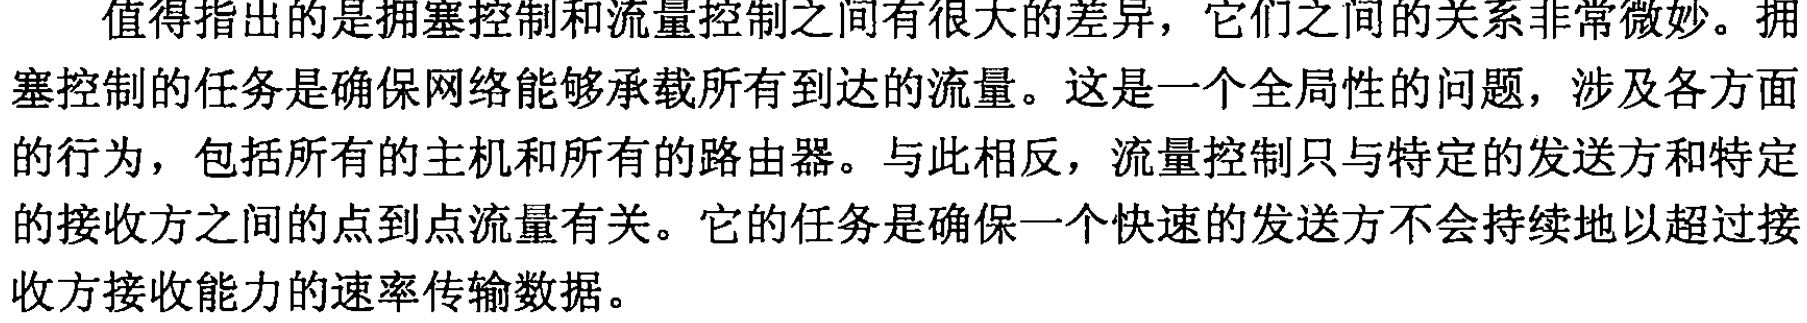 值得指出的是拥塞控制和流量控制之间有很大的差异，它们之间的关系非常微妙。拥
塞控制的任务是确保网络能够承载所有到达的流量。这是一个全局性的问题，涉及各方面
的行为，包括所有的主机和所有的路由器。与此相反，流量控制只与特定的发送方和特定
的接收方之间的点到点流量有关。它的任务是确保一个快速的发送方不会持续地以超过接
收方接收能力的速率传输数据。